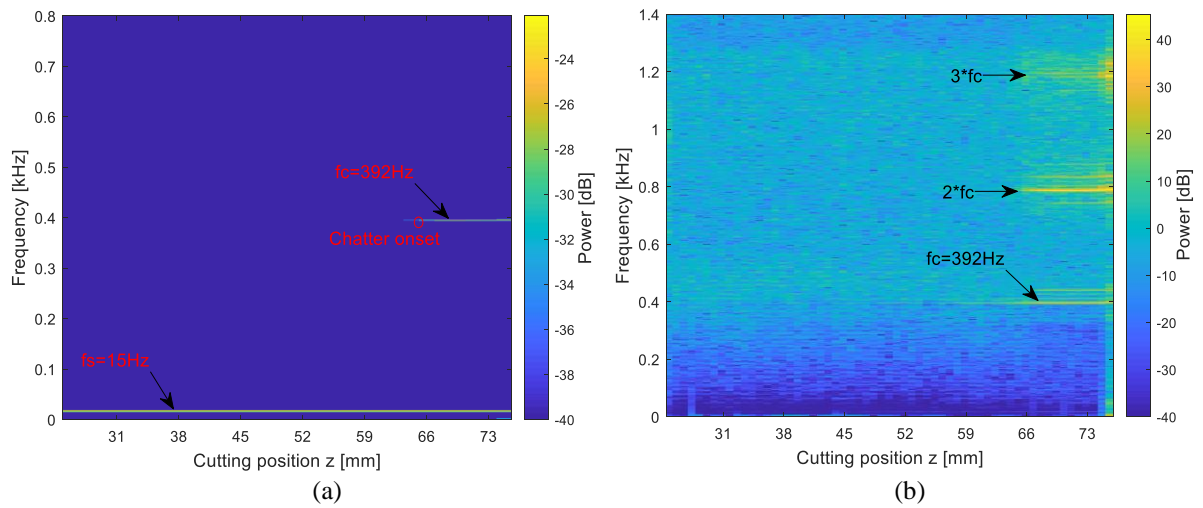 0.8
0.7
0.6
0.5
0.4
0.3
0.2
0.1
0
Frequency [kHz]
fc=392Hz
Chatter onset
fs=15Hz
31 38 45 52 59 66 73
Cutting position z [mm]
-24
-26
-28
-30
-32
-34
-36
-38
-40
Power [dB]
(a)
1.4
1.2
1
0.8
0.6
0.4
0.2
0
Frequency [kHz]
3*fc
2*fc
fc=392Hz
31 38 45 52 59 66 73
Cutting position z [mm]
40
30
20
10
0
-10
-20
-30
-40
Power [dB]
(b)